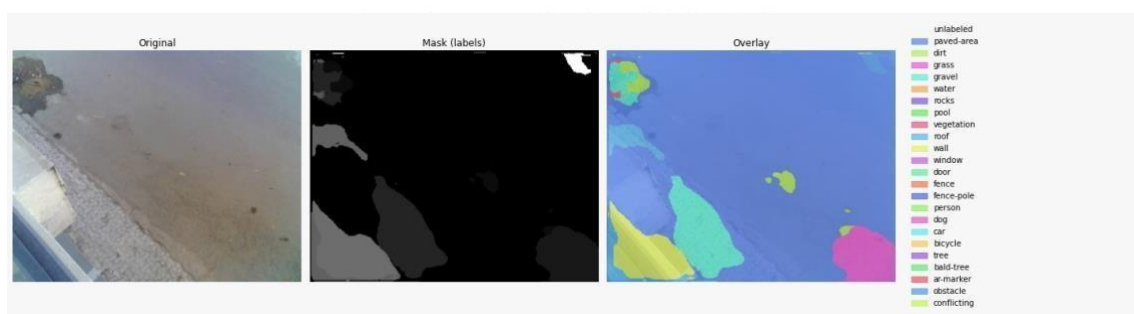 Original
Mask (labels)
Overlay
unlabeled
paved-area
dirt
grass
gravel
water
rocks
pool
vegetation
roof
wall
window
door
fence
fence-pole
person
dog
car
bicycle
tree
bald-tree
ar-marker
obstacle
conflicting